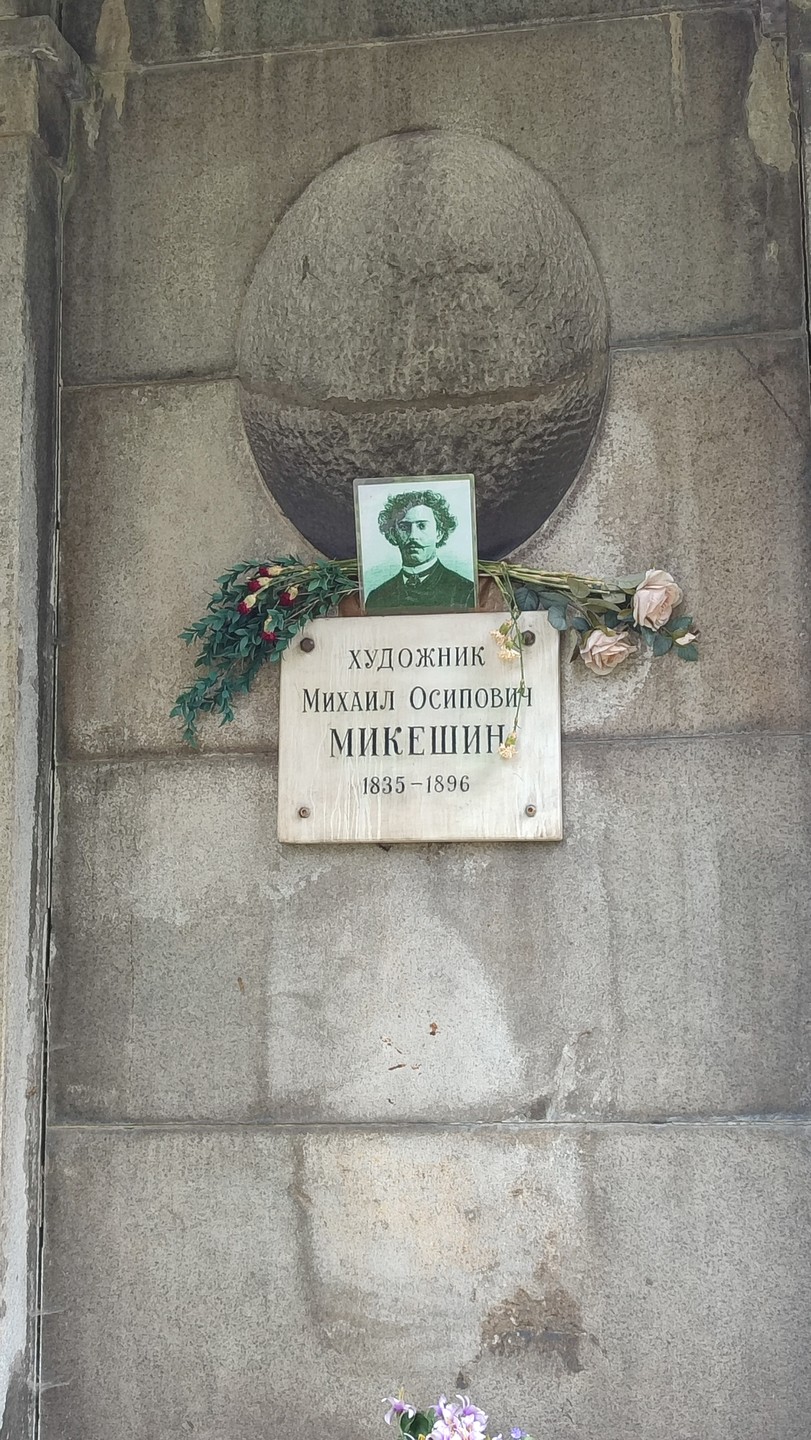 ХУДОЖНИК
МИХАИЛ ОСИПОВИЧ
МИКЕШИН
1835–1896